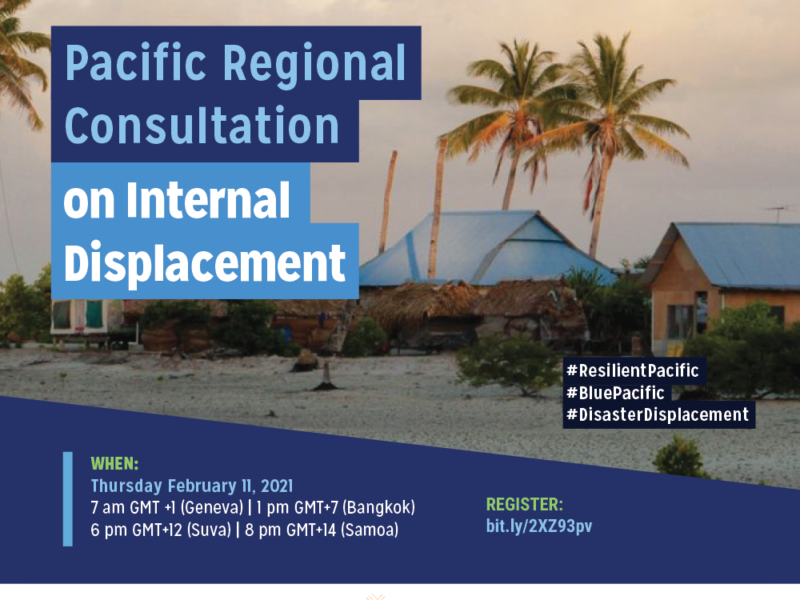 Pacific Regional
Consultation
on Internal
Displacement
#ResilientPacific
#BluePacific
#DisasterDisplacement
WHEN:
Thursday February 11, 2021
7 am GMT +1 (Geneva) | 1 pm GMT+7 (Bangkok)
6 pm GMT+12 (Suva) | 8 pm GMT+14 (Samoa)
REGISTER:
bit.ly/2XZ93pv